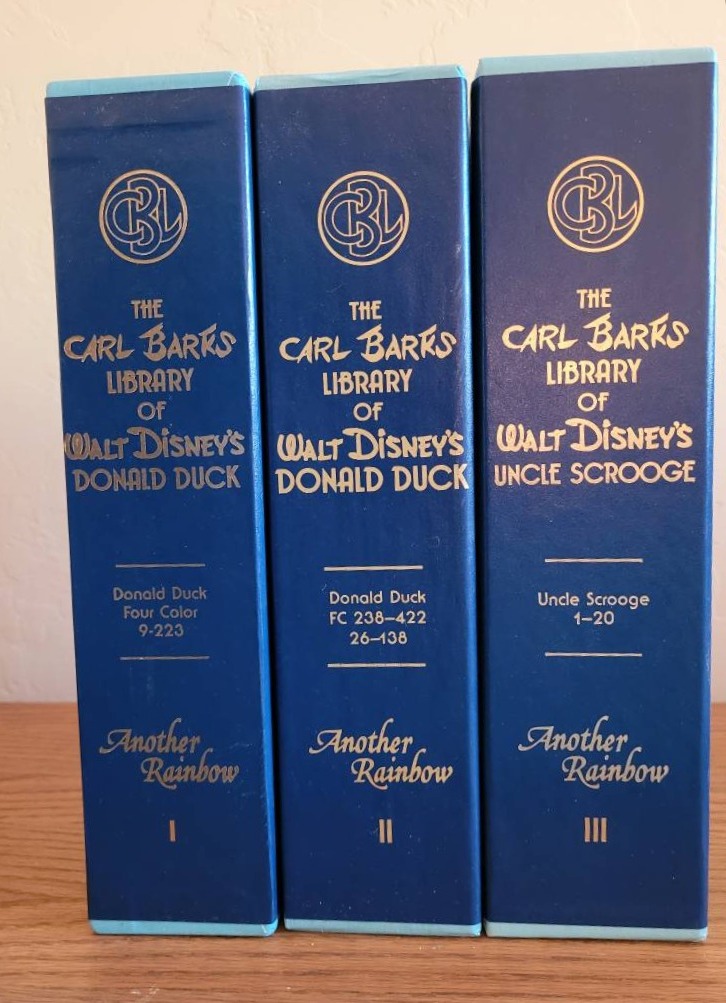 CBL
THE
CARL BARKS
LIBRARY
OF
WALT DISNEY'S
DONALD DUCK
Donald Duck
Four Color
9-223
Another
Rainbow
I
CBL
THE
CARL BARKS
LIBRARY
OF
WALT DISNEY'S
DONALD DUCK
Donald Duck
FC 238–422
26–138
Another
Rainbow
II
CBL
THE
CARL BARKS
LIBRARY
OF
WALT DISNEY'S
UNCLE SCROOGE
Uncle Scrooge
1–20
Another
Rainbow
III